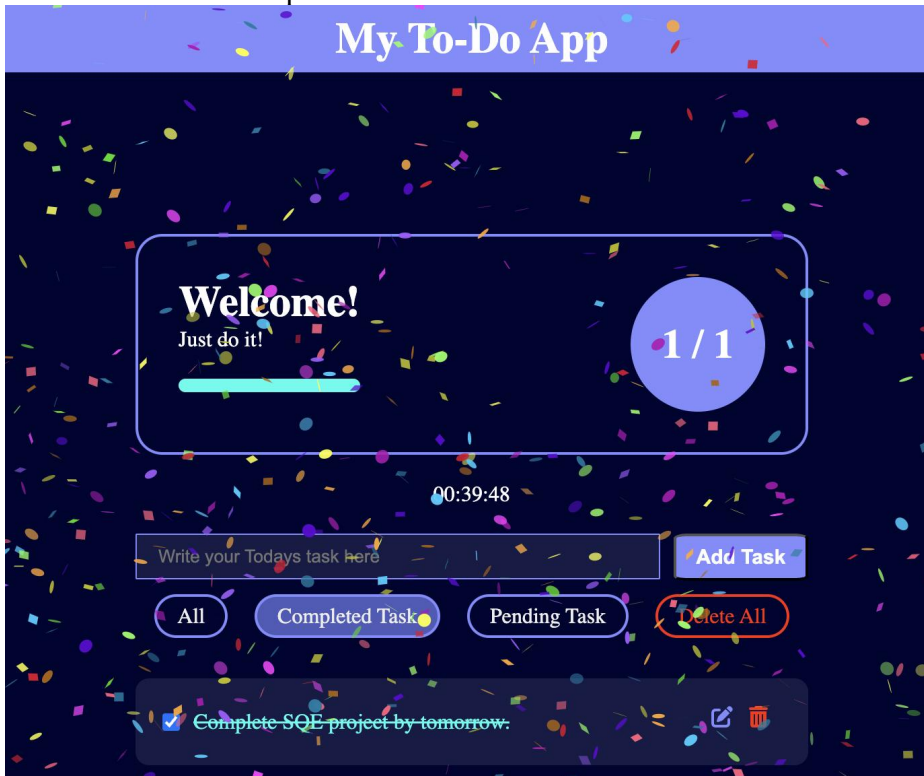 My To-Do App
Welcome!
Just do it!
1 / 1
00:39:48
Write your Todays task here
Add Task
All
Completed Task
Pending Task
Delete All
Complete SQE project by tomorrow.